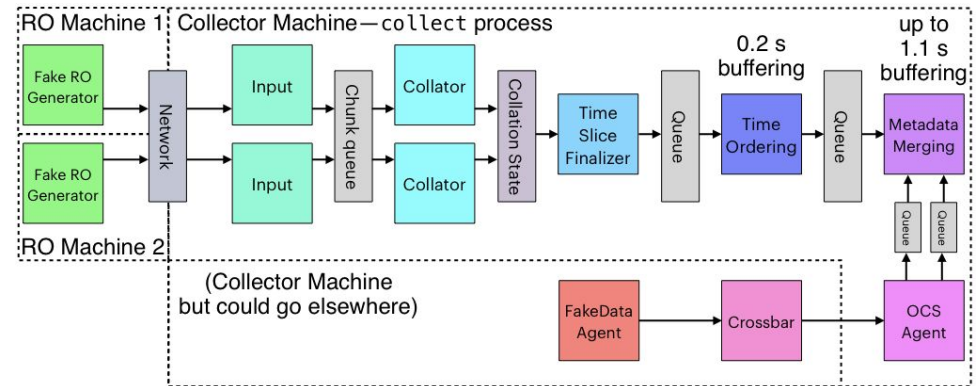 RO Machine 1
Collector Machine—collect process
Fake RO
Generator
Fake RO
Generator
RO Machine 2
Network
Input
Input
Chunk queue
Collator
Collator
Collation State
Time
Slice
Finalizer
Queue
0.2 s
buffering
Time
Ordering
Queue
up to
1.1 s
buffering
Metadata
Merging
Queue
Queue
(Collector Machine
but could go elsewhere)
FakeData
Agent
Crossbar
OCS
Agent